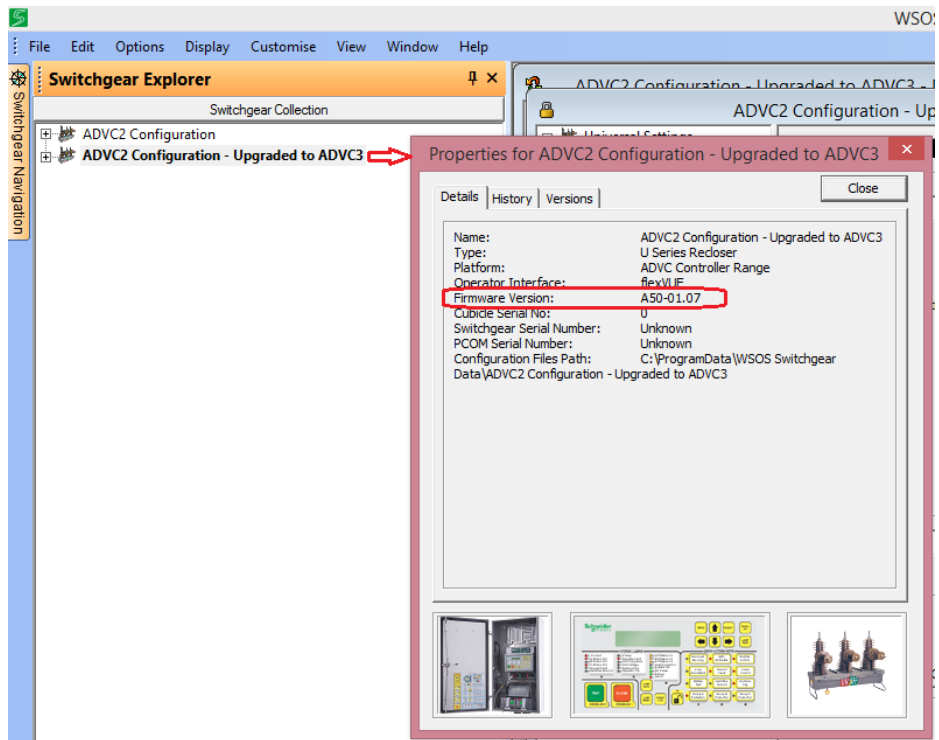 WSOS
File Edit Options Display Customise View Window Help
Switchgear Explorer
Switchgear Collection
Switchgear Navigation
ADVC2 Configuration
ADVC2 Configuration - Upgraded to ADVC3
ADVC2 Configuration - Upgraded to ADVC3 -
ADVC2 Configuration - Up
Universal Settings
Properties for ADVC2 Configuration - Upgraded to ADVC3
Close
Details History Versions
Name: ADVC2 Configuration - Upgraded to ADVC3
Type: U Series Recloser
Platform: ADVC Controller Range
Operator Interface: flexVUE
Firmware Version: A50-01.07
Cubicle Serial No: 0
Switchgear Serial Number: Unknown
PCOM Serial Number: Unknown
Configuration Files Path: C:\ProgramData\WSOS Switchgear
Data\ADVC2 Configuration - Upgraded to ADVC3
Schneider